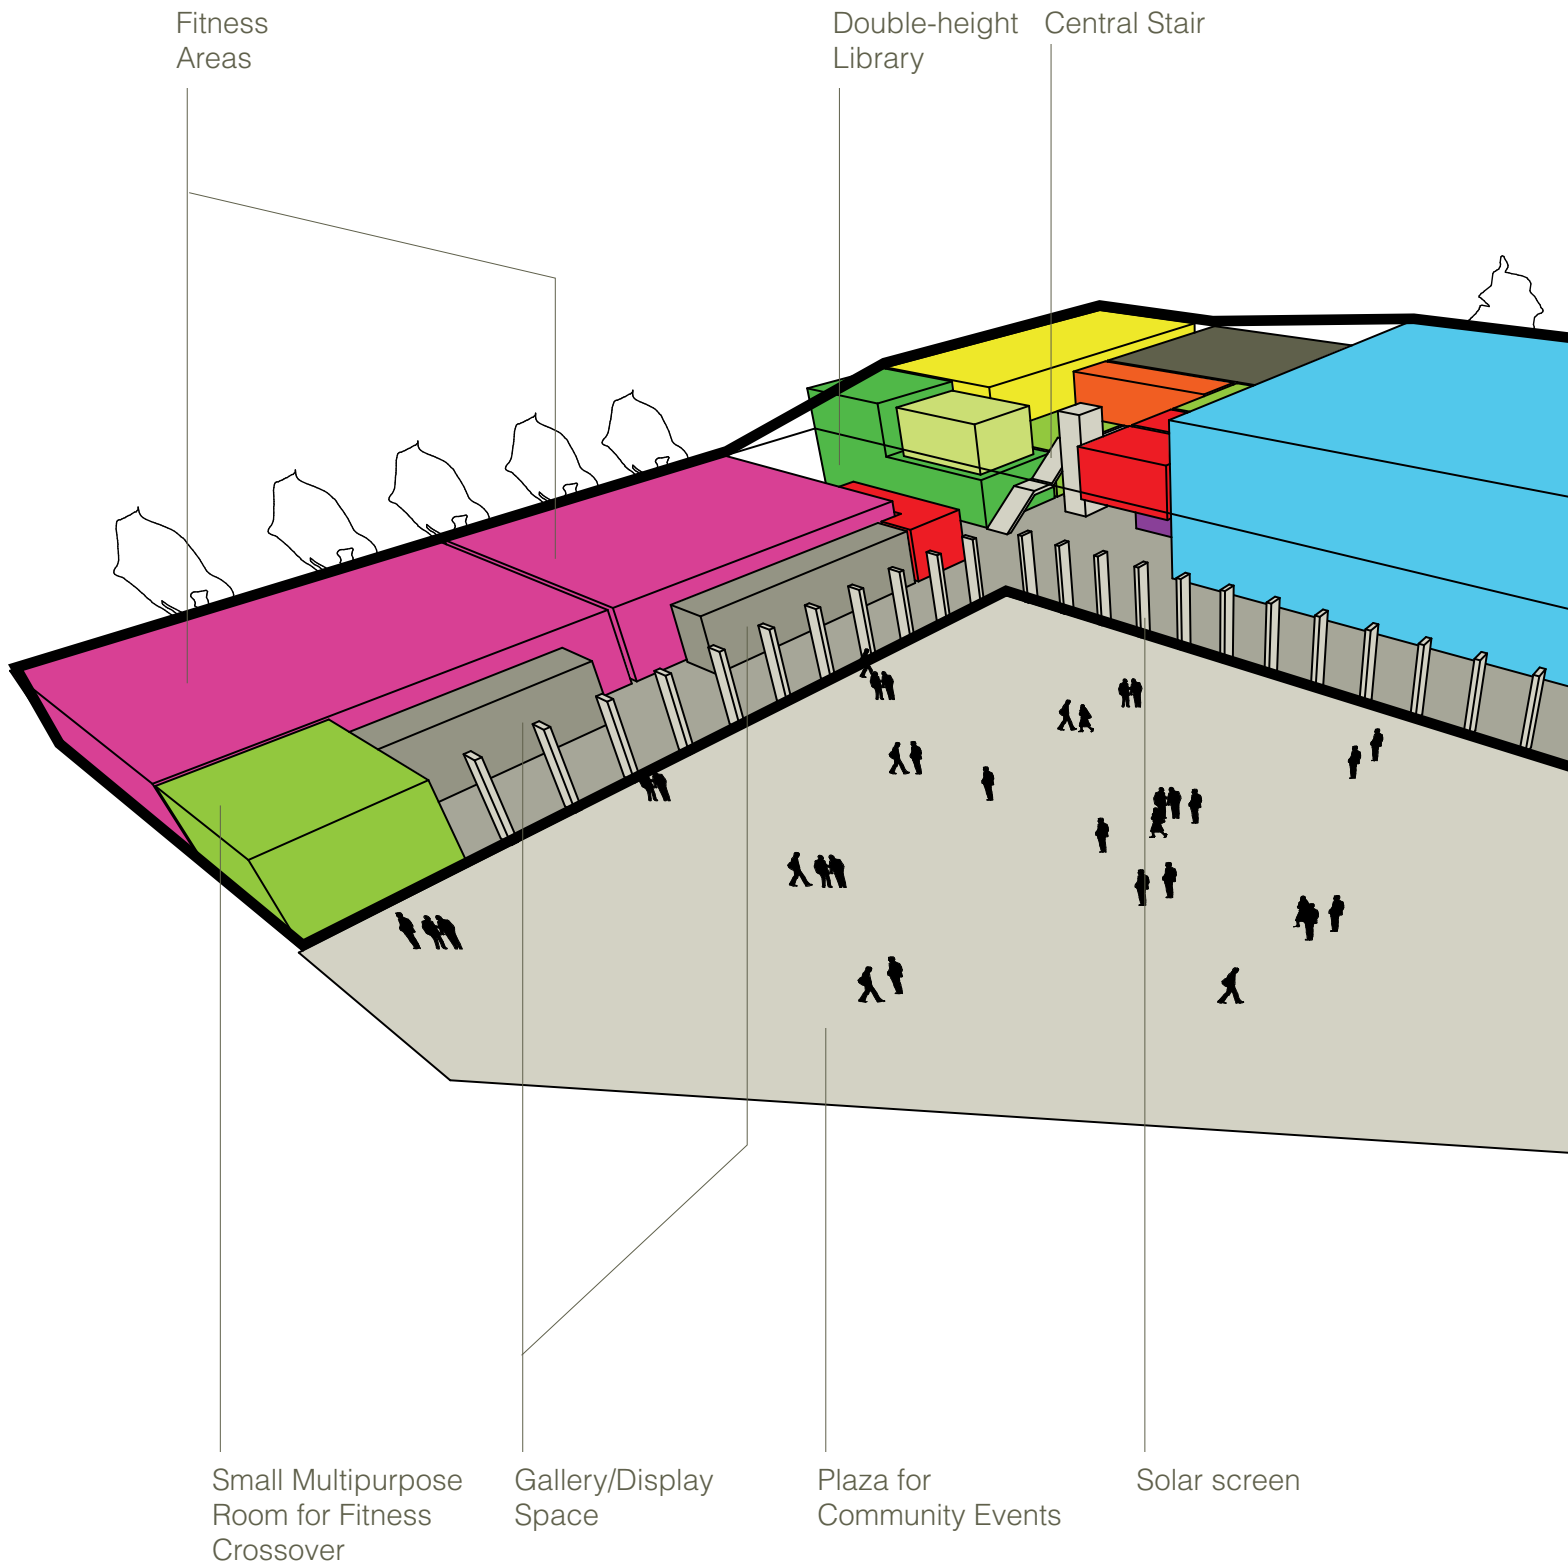 Fitness
Areas
Double-height
Library
Central Stair
Small Multipurpose
Room for Fitness
Crossover
Gallery/Display
Space
Plaza for
Community Events
Solar screen